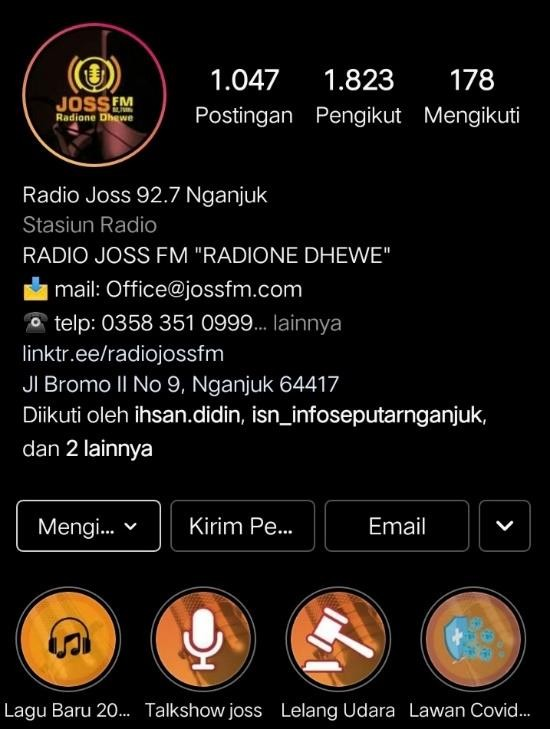 JOSS FM
92,7 MHz
Radione Dhewe
1.047 1.823 178
Postingan Pengikut Mengikuti
Radio Joss 92.7 Nganjuk
Stasiun Radio
RADIO JOSS FM "RADIONE DHEWE"
📩 mail: Office@jossfm.com
☎ telp: 0358 351 0999... lainnya
linktr.ee/radiojossfm
Jl Bromo II No 9, Nganjuk 64417
Diikuti oleh ihsan.didin, isn_infoseputarnganjuk,
dan 2 lainnya
Mengi... Kirim Pe... Email
Lagu Baru 20... Talkshow joss Lelang Udara Lawan Covid...